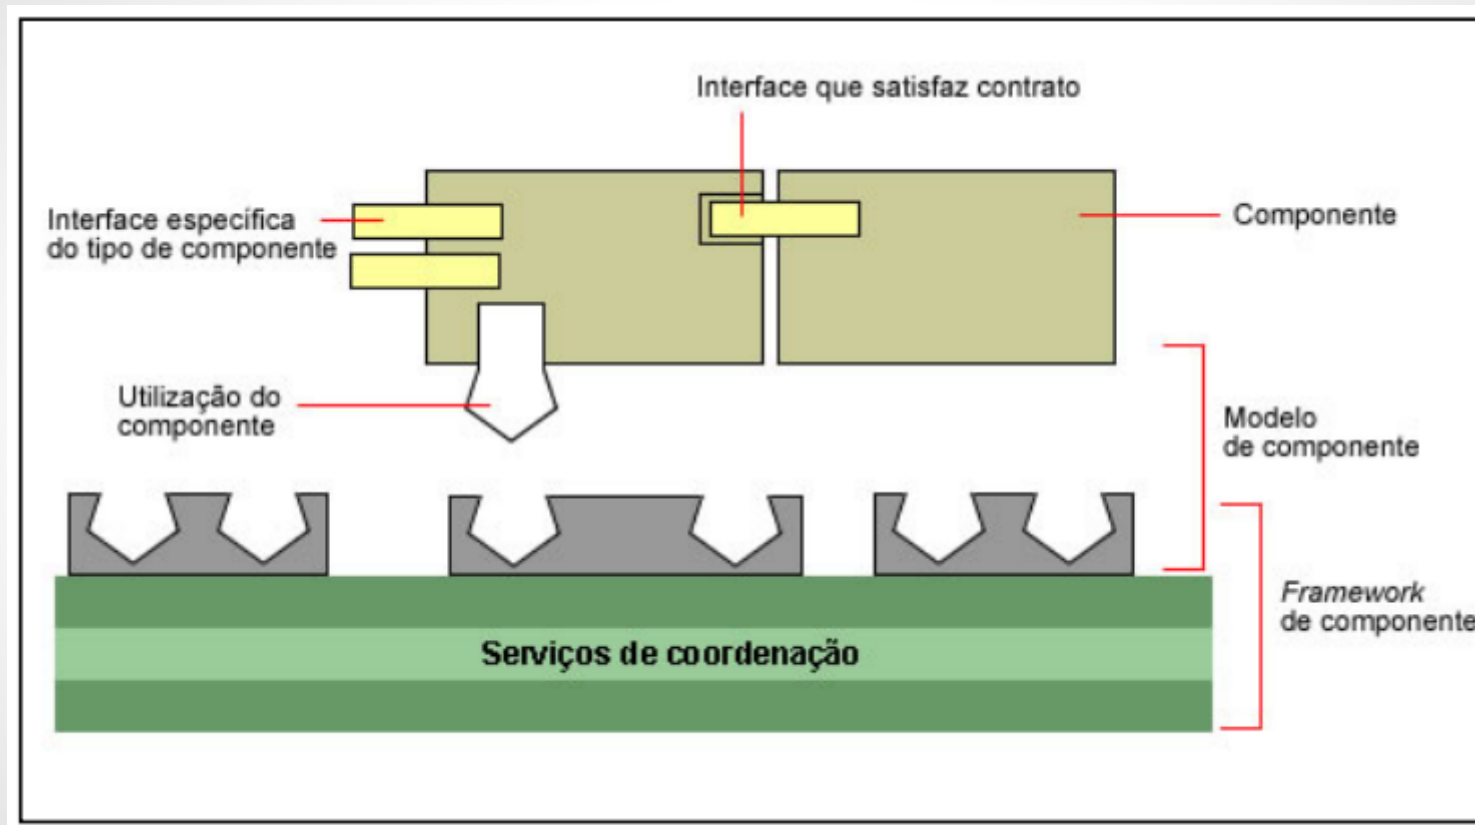 Interface que satisfaz contrato
Interface específica
do tipo de componente
Componente
Utilização do
componente
Modelo
de componente
Framework
de componente
Serviços de coordenação